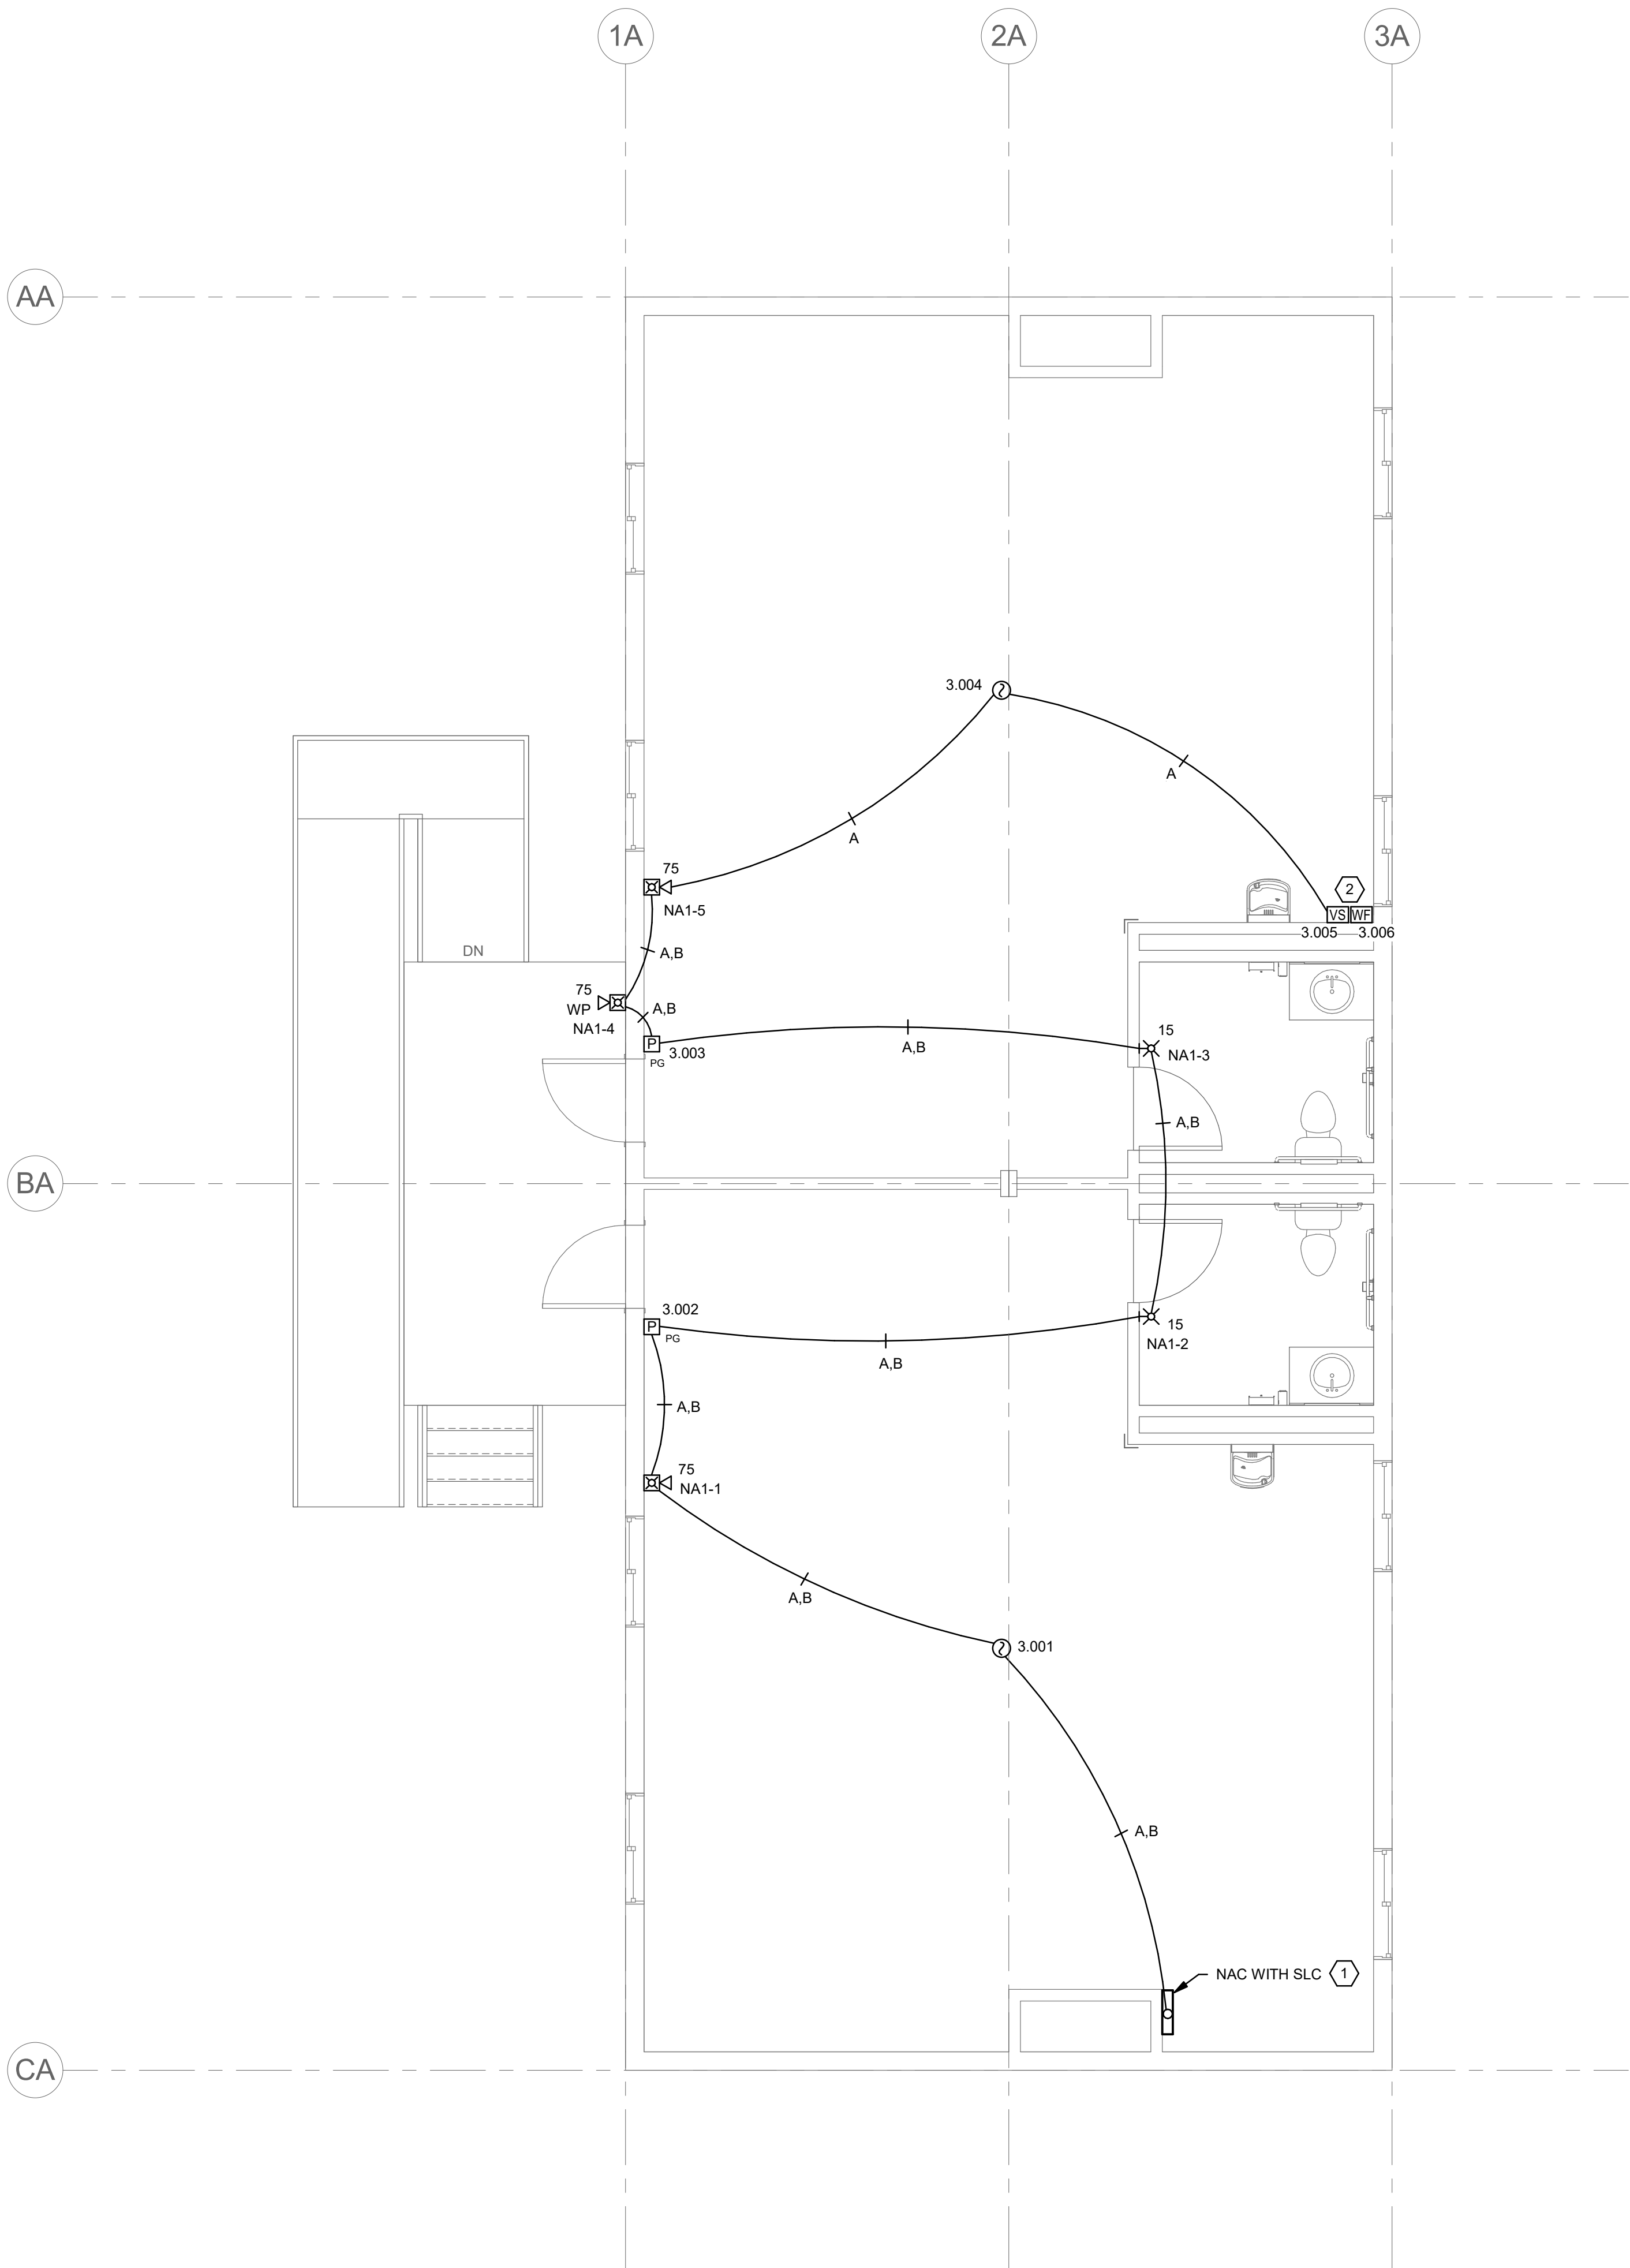 1A
2A
3A
AA
3.004
A
A
75
NA1-5
2
VS
WF
3.005
3.006
DN
A,B
75
WP
NA1-4
A,B
P
3.003
PG
A,B
15
NA1-3
A,B
BA
3.002
P
PG
15
NA1-2
A,B
A,B
75
NA1-1
A,B
3.001
A,B
NAC WITH SLC
1
CA